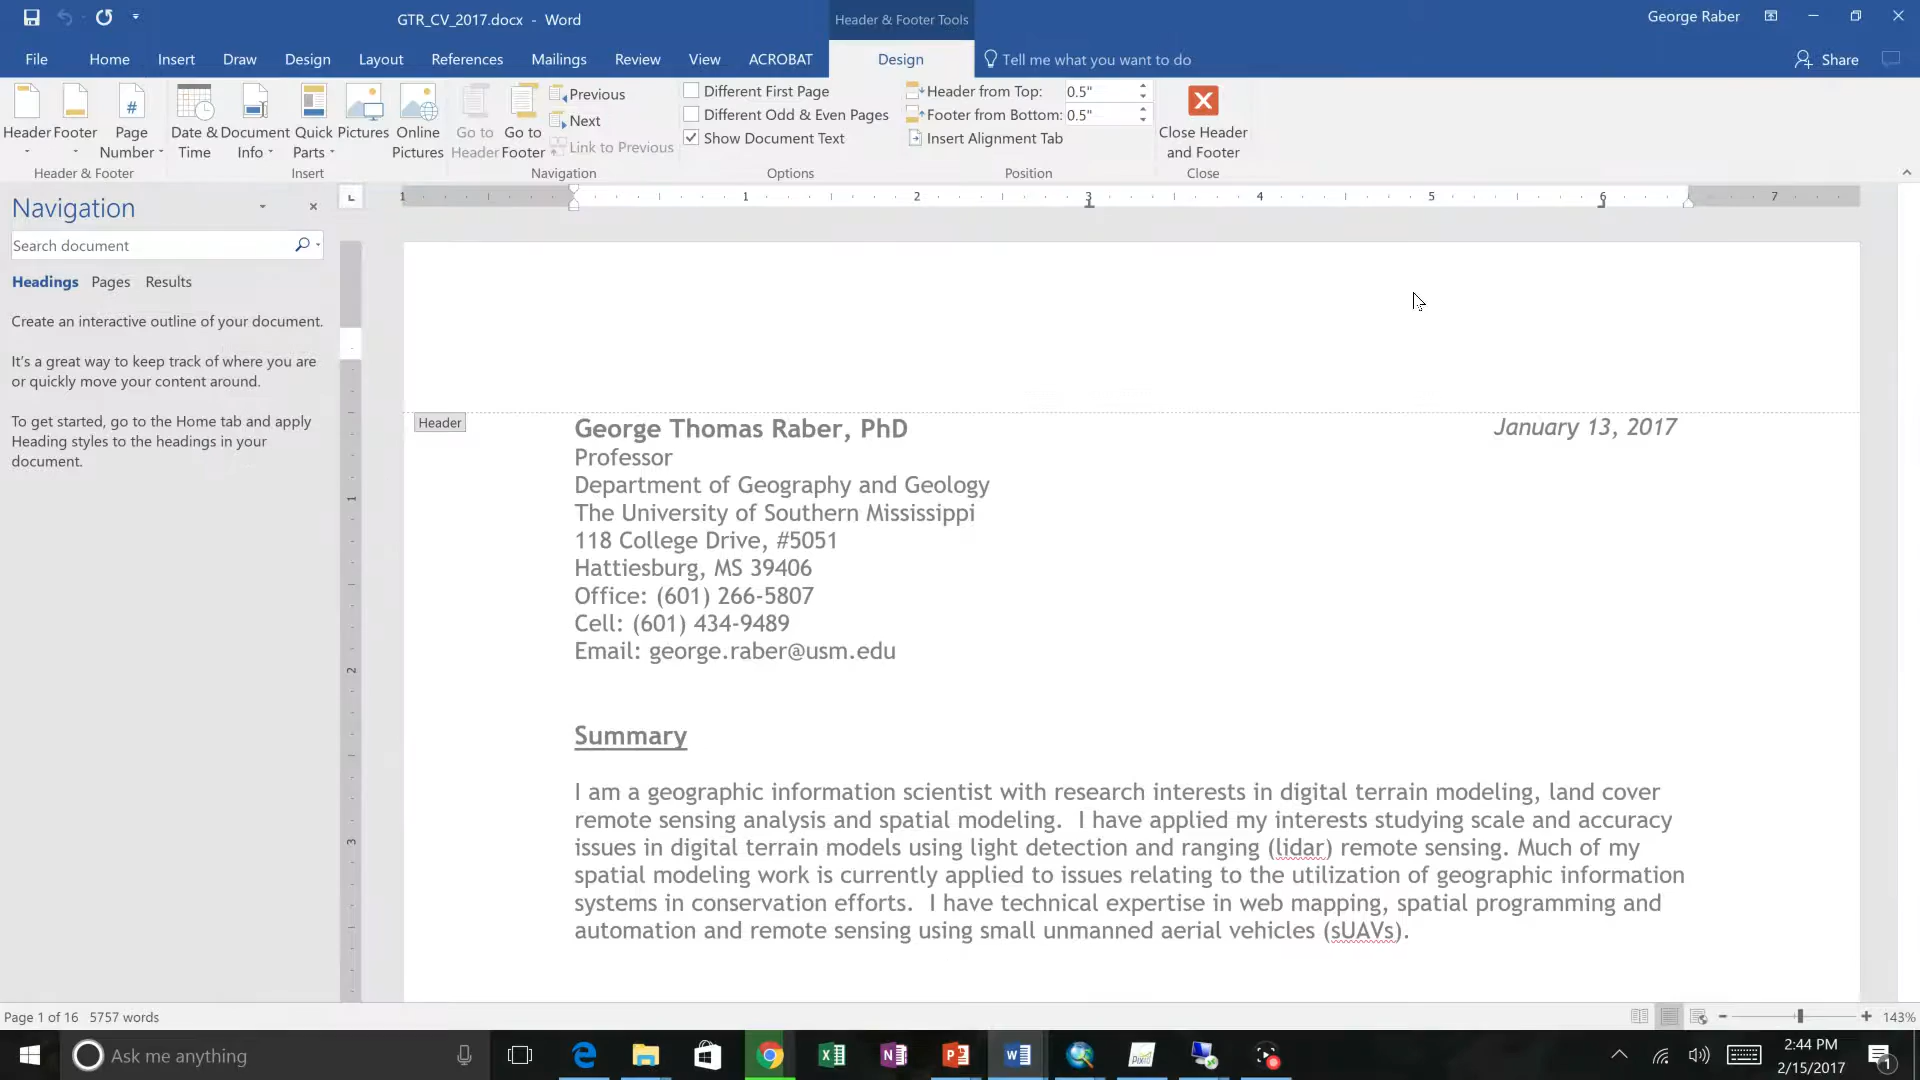 GTR_CV_2017.docx - Word
Header & Footer Tools
George Raber
File Home Insert Draw Design Layout References Mailings Review View ACROBAT Design Tell me what you want to do Share
Header Footer Page Number
Header & Footer
Date & Time Document Info Quick Parts Pictures Online Pictures
Insert
Go to Header Go to Footer Previous Next Link to Previous
Navigation
Different First Page
Different Odd & Even Pages
Show Document Text
Options
Header from Top: 0.5"
Footer from Bottom: 0.5"
Insert Alignment Tab
Position
Close Header and Footer
Close
1 1 2 3 4 5 6 7
Navigation
Search document
Headings Pages Results
Create an interactive outline of your document.
It's a great way to keep track of where you are
or quickly move your content around.
To get started, go to the Home tab and apply
Heading styles to the headings in your
document.
1
2
3
Header
George Thomas Raber, PhD January 13, 2017
Professor
Department of Geography and Geology
The University of Southern Mississippi
118 College Drive, #5051
Hattiesburg, MS 39406
Office: (601) 266-5807
Cell: (601) 434-9489
Email: george.raber@usm.edu
Summary
I am a geographic information scientist with research interests in digital terrain modeling, land cover
remote sensing analysis and spatial modeling.  I have applied my interests studying scale and accuracy
issues in digital terrain models using light detection and ranging (lidar) remote sensing. Much of my
spatial modeling work is currently applied to issues relating to the utilization of geographic information
systems in conservation efforts.  I have technical expertise in web mapping, spatial programming and
automation and remote sensing using small unmanned aerial vehicles (sUAVs).
Page 1 of 16 5757 words
143%
Ask me anything
2:44 PM
2/15/2017
1